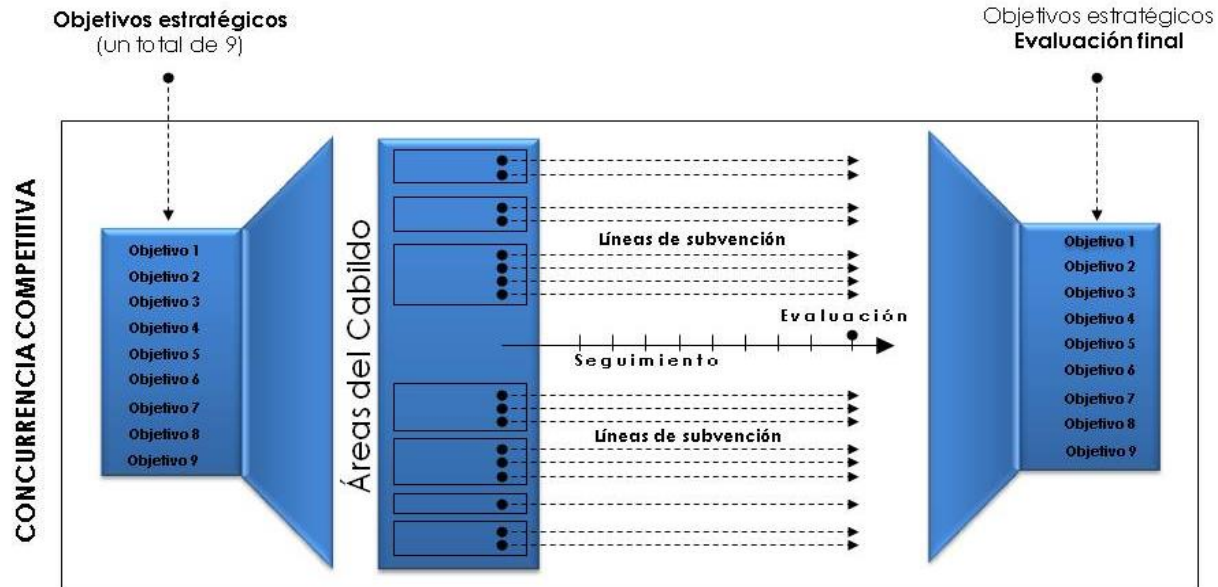 Objetivos estratégicos
(un total de 9)
Objetivos estratégicos
Evaluación final
CONCURRENCIA COMPETITIVA
Objetivo 1
Objetivo 2
Objetivo 3
Objetivo 4
Objetivo 5
Objetivo 6
Objetivo 7
Objetivo 8
Objetivo 9
Áreas del Cabildo
Líneas de subvención
Evaluación
Seguimiento
Líneas de subvención
Objetivo 1
Objetivo 2
Objetivo 3
Objetivo 4
Objetivo 5
Objetivo 6
Objetivo 7
Objetivo 8
Objetivo 9